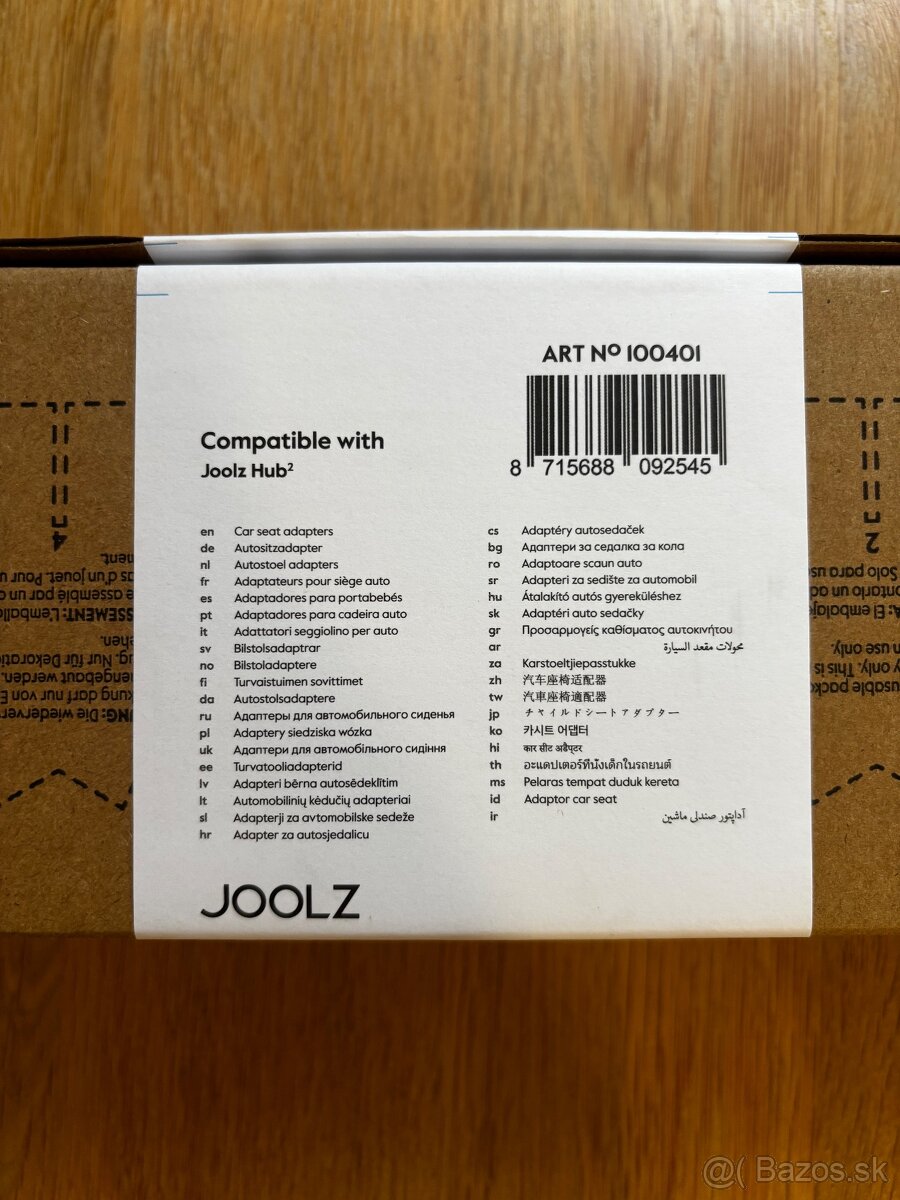 ART Nº 100401
8 715688 092545
Compatible with
Joolz Hub²
en Car seat adapters
de Autositzadapter
nl Autostoel adapters
fr Adaptateurs pour siège auto
es Adaptadores para portabebés
pt Adaptadores para cadeira auto
it Adattatori seggiolino per auto
sv Bilstolsadaptrar
no Bilstoladaptere
fi Turvaistuimen sovittimet
da Autostolsadaptere
ru Адаптеры для автомобильного сиденья
pl Adaptery siedziska wózka
uk Адаптери для автомобільного сидіння
ee Turvatooliadapterid
lv Adapteri bērna autosēdeklītim
lt Automobilinių kėdučių adapteriai
sl Adapterji za avtomobilske sedeže
hr Adapter za autosjedalicu
cs Adaptéry autosedaček
bg Адаптери за седалка за кола
ro Adaptoare scaun auto
sr Adapteri za sedište za automobil
hu Átalakító autós gyereküléshez
sk Adaptéri auto sedačky
gr Προσαρμογείς καθίσματος αυτοκινήτου
ar محولات مقعد السيارة
za Karstoeltjiepasstukke
zh 汽车座椅适配器
tw 汽車座椅適配器
jp チャイルドシートアダプター
ko 카시트 어댑터
hi कार सीट अडैप्टर
th อะแดปเตอร์ที่นั่งเด็กในรถยนต์
ms Pelaras tempat duduk kereta
id Adaptor car seat
ir آداپتور صندلی ماشین
JOOLZ
4
2
@( Bazos.sk